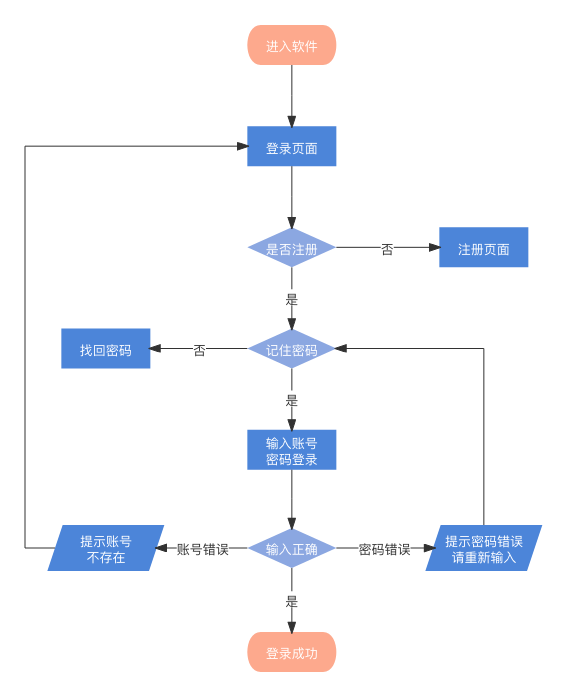 进入软件
登录页面
是否注册
否
注册页面
是
找回密码
否
记住密码
是
输入账号
密码登录
提示账号
不存在
账号错误
输入正确
密码错误
提示密码错误
请重新输入
是
登录成功